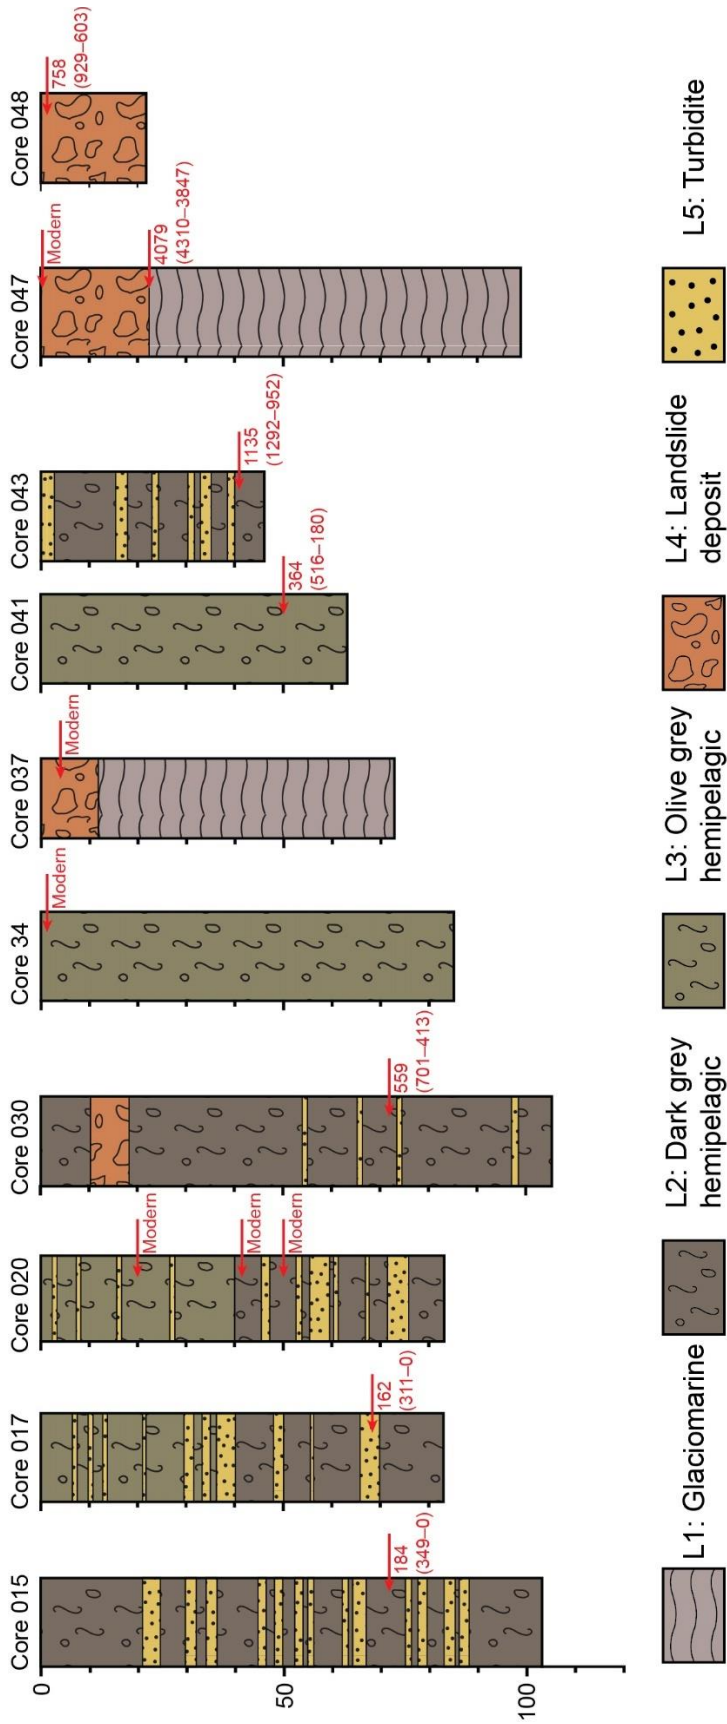 Core 015
Core 017
Core 020
Core 030
Core 34
Core 037
Core 041
Core 043
Core 047
Core 048
0
50
100
184
(349–0)
162
(311–0)
Modern
Modern
Modern
559
(701–413)
Modern
Modern
364
(516–180)
1135
(1292–952)
Modern
4079
(4310–3847)
758
(929–603)
L1: Glaciomarine
L2: Dark grey
hemipelagic
L3: Olive grey
hemipelagic
L4: Landslide
deposit
L5: Turbidite